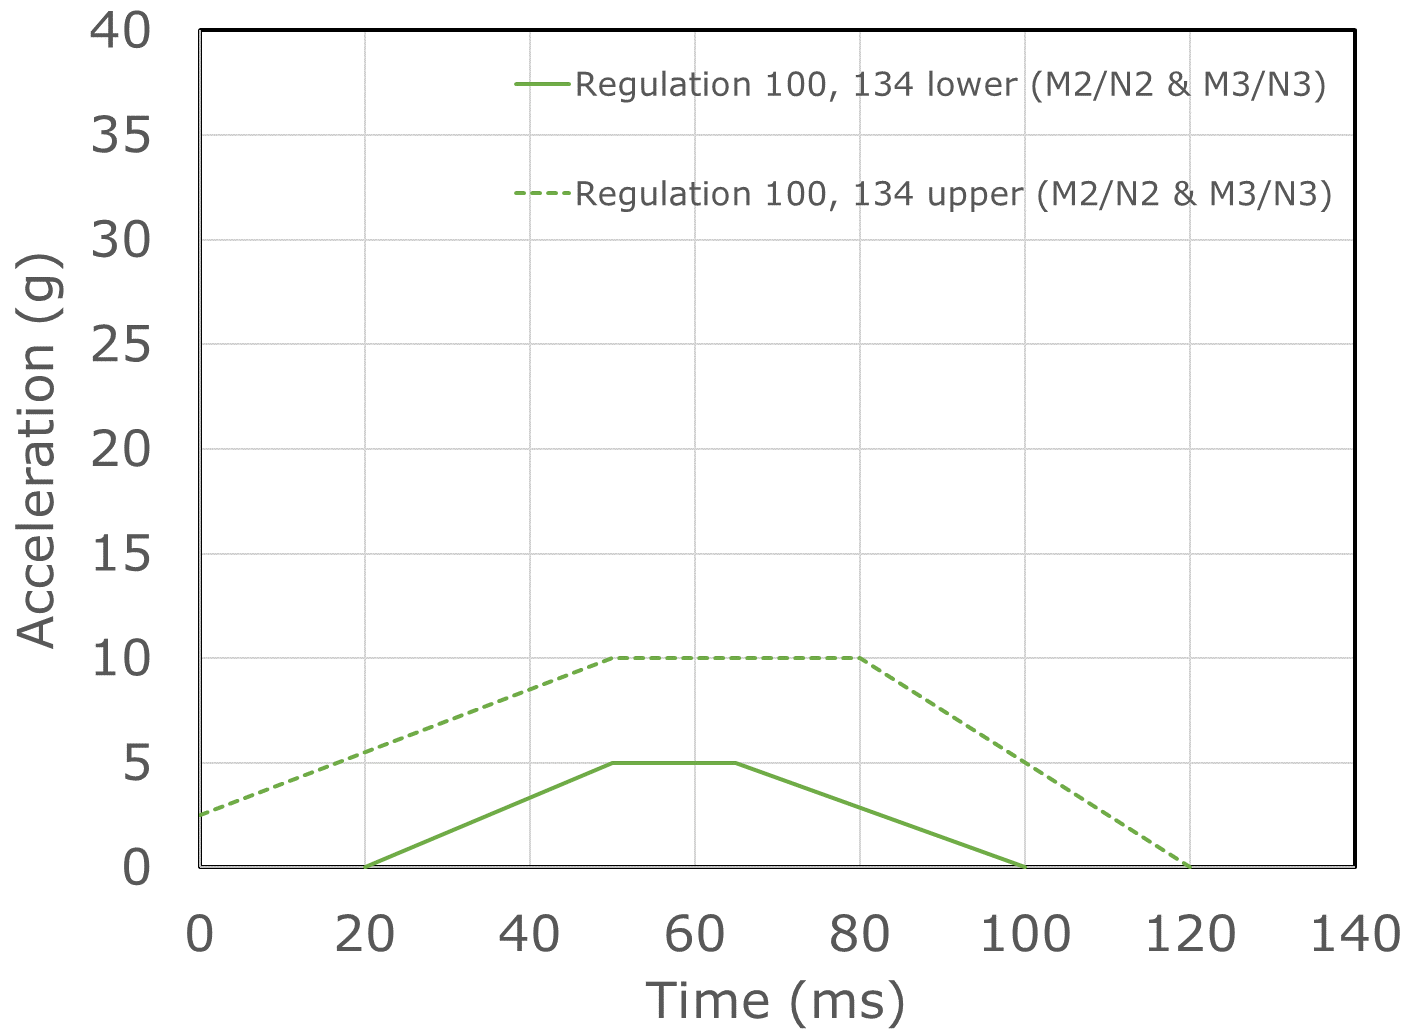 Regulation 100, 134 lower (M2/N2 & M3/N3)
Regulation 100, 134 upper (M2/N2 & M3/N3)
Acceleration (g)
40
35
30
25
20
15
10
5
0
0 20 40 60 80 100 120 140
Time (ms)